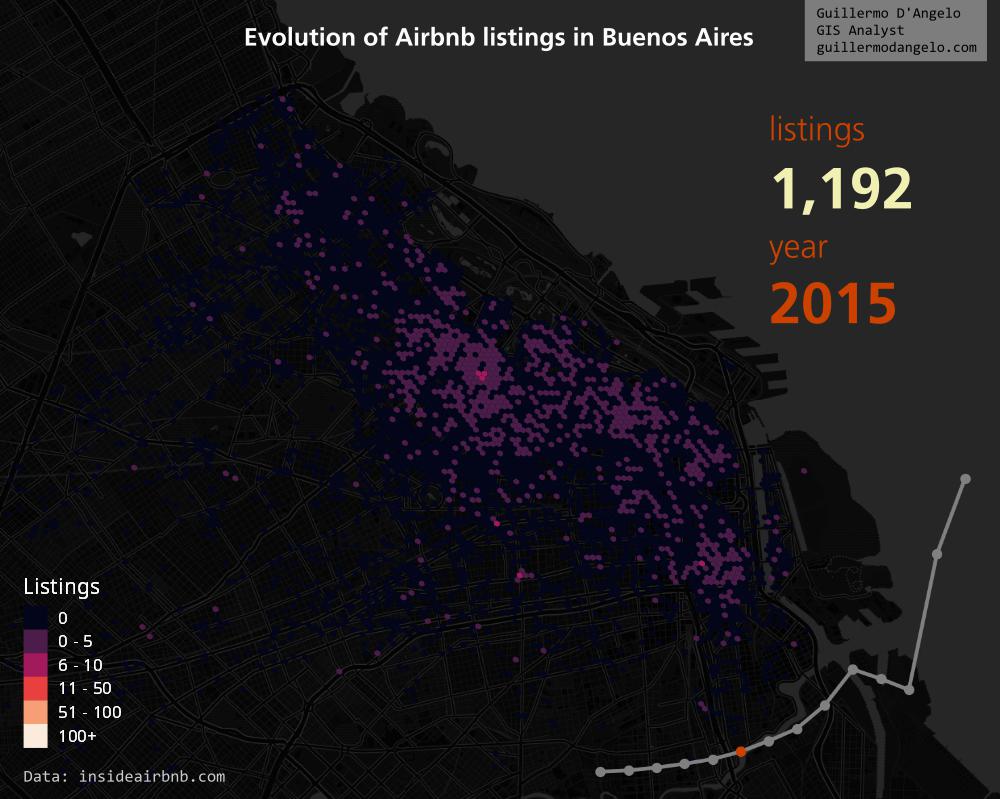 Evolution of Airbnb listings in Buenos Aires
Guillermo D'Angelo
GIS Analyst
guillermodangelo.com
listings
1,192
year
2015
Listings
0
0 - 5
6 - 10
11 - 50
51 - 100
100+
Data: insideairbnb.com